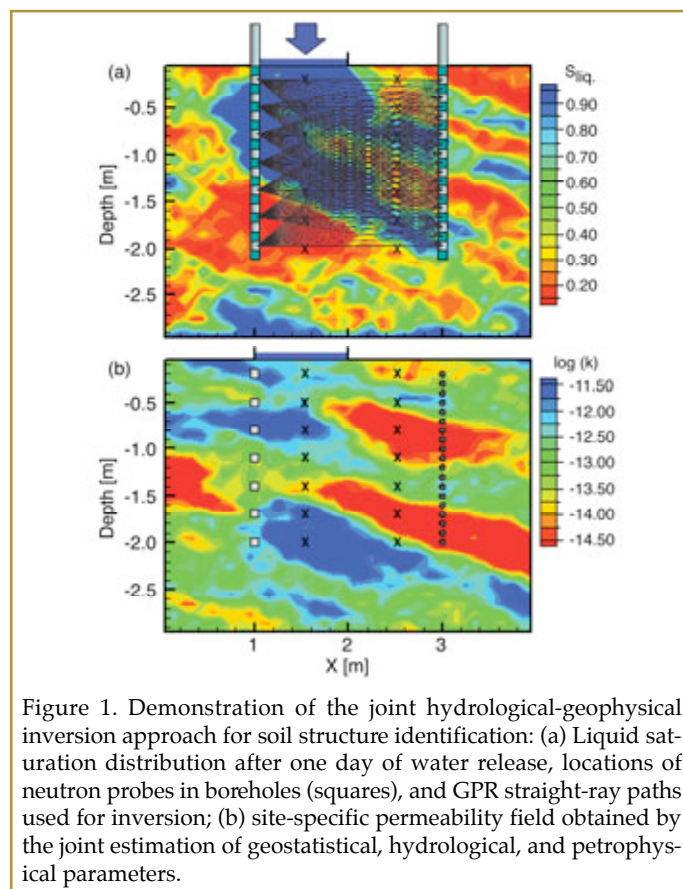 (a)
S liq.
0.90
0.80
0.70
0.60
0.50
0.40
0.30
0.20
Depth [m]
-0.5
-1.0
-1.5
-2.0
-2.5
(b)
log (k)
-11.50
-12.00
-12.50
-13.00
-13.50
-14.00
-14.50
Depth [m]
-0.5
-1.0
-1.5
-2.0
-2.5
1 2 3
X [m]
Figure 1. Demonstration of the joint hydrological-geophysical
inversion approach for soil structure identification: (a) Liquid sat-
uration distribution after one day of water release, locations of
neutron probes in boreholes (squares), and GPR straight-ray paths
used for inversion; (b) site-specific permeability field obtained by
the joint estimation of geostatistical, hydrological, and petrophys-
ical parameters.